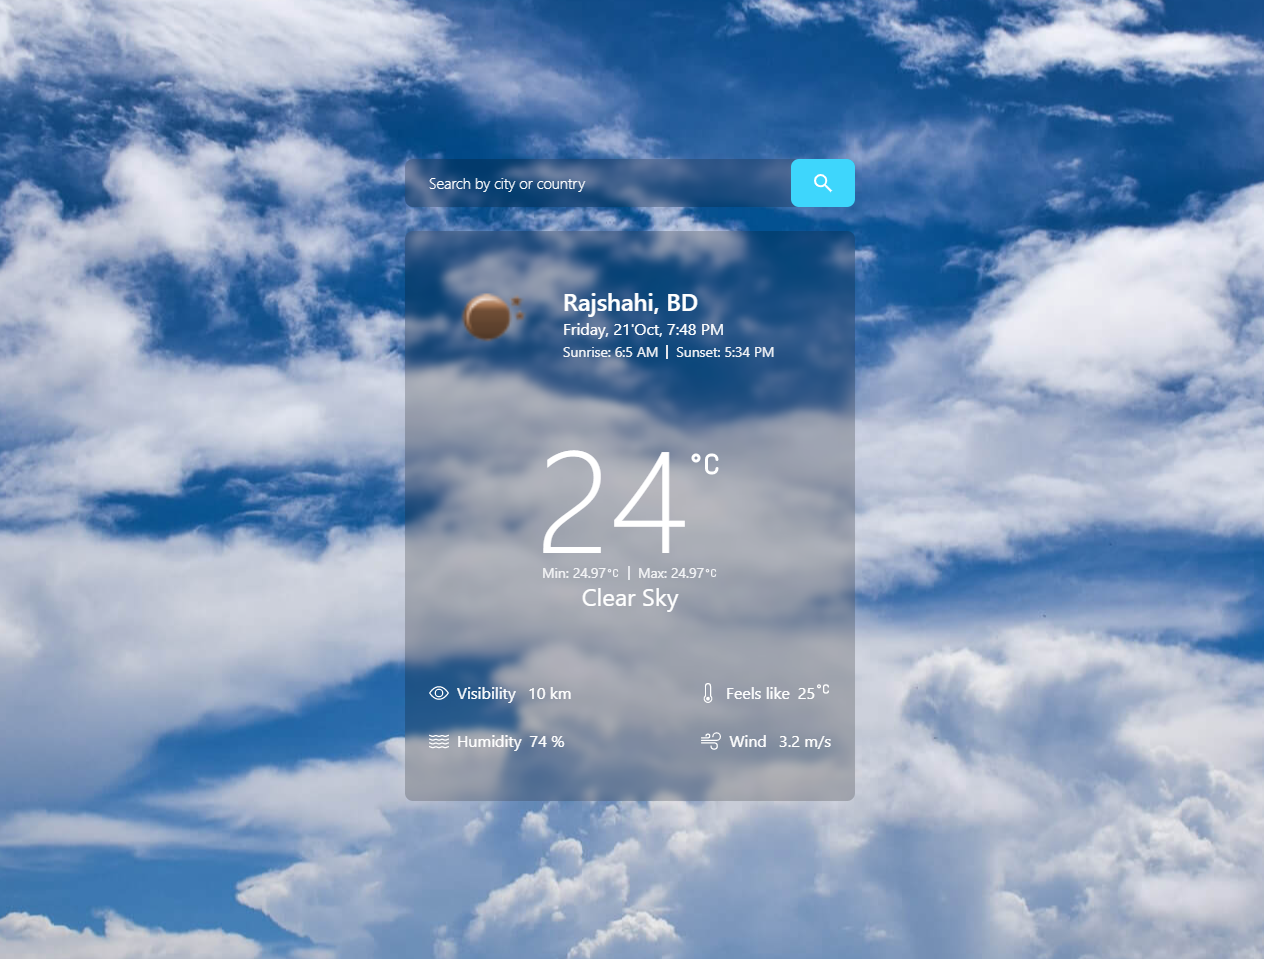 Search by city or country
Rajshahi, BD
Friday, 21'Oct, 7:48 PM
Sunrise: 6:5 AM | Sunset: 5:34 PM
24°C
Min: 24.97°C | Max: 24.97°C
Clear Sky
Visibility 10 km Feels like 25°C
Humidity 74 % Wind 3.2 m/s